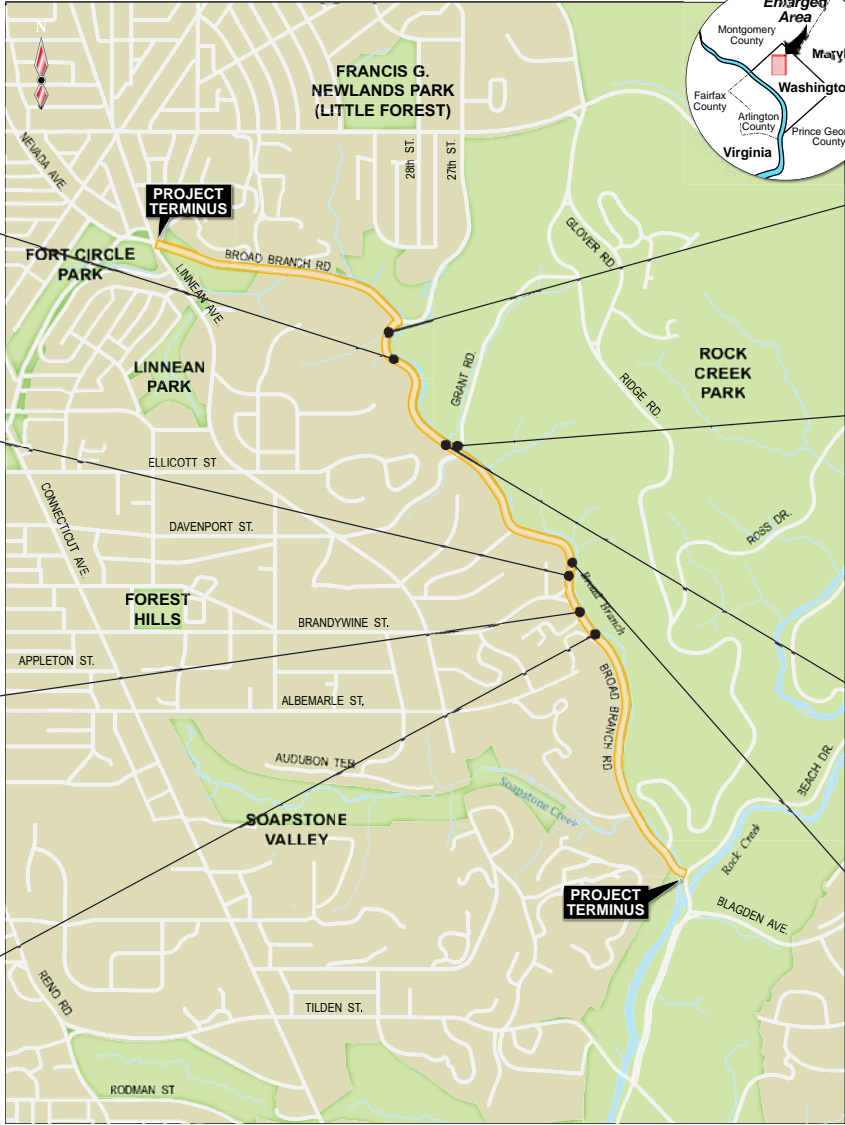 N
FRANCIS G.
NEWLANDS PARK
(LITTLE FOREST)
Enlarged
Area
Montgomery
County
Washingto
Fairfax
County
Arlington
County
Prince Geor
County
Virginia
NEVADA AVE.
28th ST.
27th ST.
PROJECT
TERMINUS
GLOVER RD
FORT CIRCLE
PARK
BROAD BRANCH RD
LINNEAN AVE.
LINNEAN
PARK
ROCK
CREEK
PARK
GRANT RD.
RIDGE RD
ELLICOTT ST
CONNECTICUT AVE.
DAVENPORT ST.
ROSS DR.
FOREST
HILLS
Broad Branch
BRANDYWINE ST.
APPLETON ST.
ALBEMARLE ST.
BROAD BRANCH RD
AUDUBON TER
Soapstone Creek
BEACH DR.
SOAPSTONE
VALLEY
Rock Creek
PROJECT
TERMINUS
BLAGDEN AVE.
RENO RD
TILDEN ST.
RODMAN ST